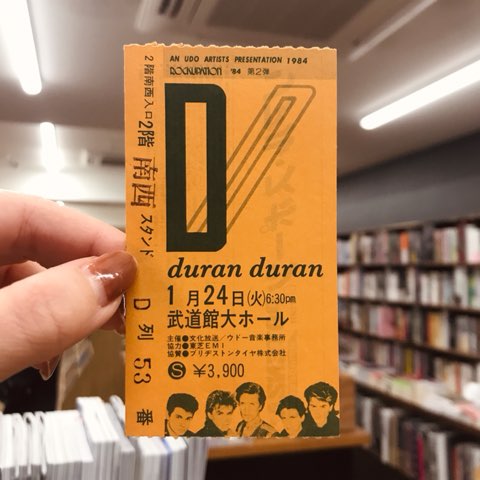 AN UDO ARTISTS PRESENTATION 1984
ROCKUPATION '84 第2弾
D/
duran duran
1月24日(火)6:30pm
武道館大ホール
主催●文化放送/ウドー音楽事務所
協力●東芝EMI
協賛●ブリヂストンタイヤ株式会社
Ⓢ ¥3,900
2階南西入口 2階 南西 スタンド D列 53番